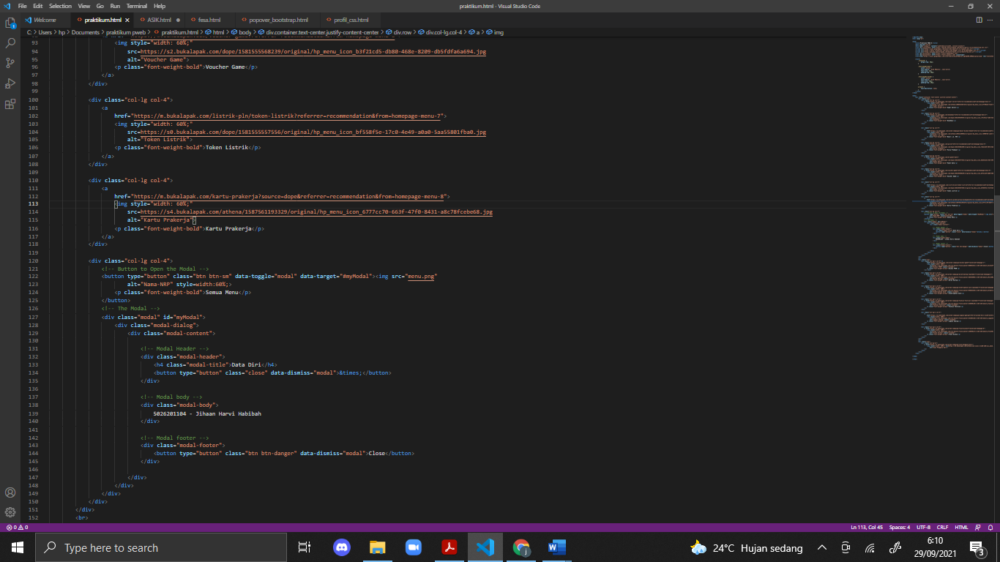 File Edit Selection View Go Run Terminal Help
praktikum.html - Visual Studio Code
Welcome praktikum.html ASIK.html fesa.html popover_bootstrap.html profil_css.html
C: > Users > hp > Documents > praktikum pweb > praktikum.html > html > body > div.container.text-center.justify-content-center > div.row > div.col-lg.col-4 > a > img
93 <img style="width: 60%;"
94 src=https://s2.bukalapak.com/dope/1581555568239/original/hp_menu_icon_b3f21cd5-db80-468e-8209-db5fdfa6a694.jpg
95 alt="Voucher Game">
96 <p class="font-weight-bold">Voucher Game</p>
97 </a>
98 </div>
99
100 <div class="col-lg col-4">
101 <a
102 href="https://m.bukalapak.com/listrik-pln/token-listrik?referrer=recommendation&from=homepage-menu-7">
103 <img style="width: 60%;"
104 src=https://s0.bukalapak.com/dope/1581555557556/original/hp_menu_icon_bf558f5e-17c0-4e49-a0a0-5aa55801fba0.jpg
105 alt="Token Listrik">
106 <p class="font-weight-bold">Token Listrik</p>
107 </a>
108 </div>
109
110 <div class="col-lg col-4">
111 <a
112 href="https://m.bukalapak.com/kartu-prakerja?source=dope&referrer=recommendation&from=homepage-menu-8">
113 <img style="width: 60%;"
114 src=https://s4.bukalapak.com/athena/1587561193329/original/hp_menu_icon_6777cc70-663f-47f0-8431-a8c78fcebe68.jpg
115 alt="Kartu Prakerja">
116 <p class="font-weight-bold">Kartu Prakerja</p>
117 </a>
118 </div>
119
120 <div class="col-lg col-4">
121 <!-- Button to Open the Modal -->
122 <button type="button" class="btn btn-sm" data-toggle="modal" data-target="#myModal"><img src="menu.png"
123 alt="Nama-NRP" style=width:60%;>
124 <p class="font-weight-bold">Semua Menu</p>
125 </button>
126 <!-- The Modal -->
127 <div class="modal" id="myModal">
128 <div class="modal-dialog">
129 <div class="modal-content">
130
131 <!-- Modal Header -->
132 <div class="modal-header">
133 <h4 class="modal-title">Data Diri</h4>
134 <button type="button" class="close" data-dismiss="modal">&times;</button>
135 </div>
136
137 <!-- Modal body -->
138 <div class="modal-body">
139 5026201104 - Jihaan Harvi Habibah
140 </div>
141
142 <!-- Modal footer -->
143 <div class="modal-footer">
144 <button type="button" class="btn btn-danger" data-dismiss="modal">Close</button>
145 </div>
146
147 </div>
148 </div>
149 </div>
150 </div>
151 </div>
152 <br>
0 0 Ln 113, Col 45 Spaces: 4 UTF-8 CRLF HTML
Type here to search
24°C Hujan sedang
6:10
29/09/2021
3